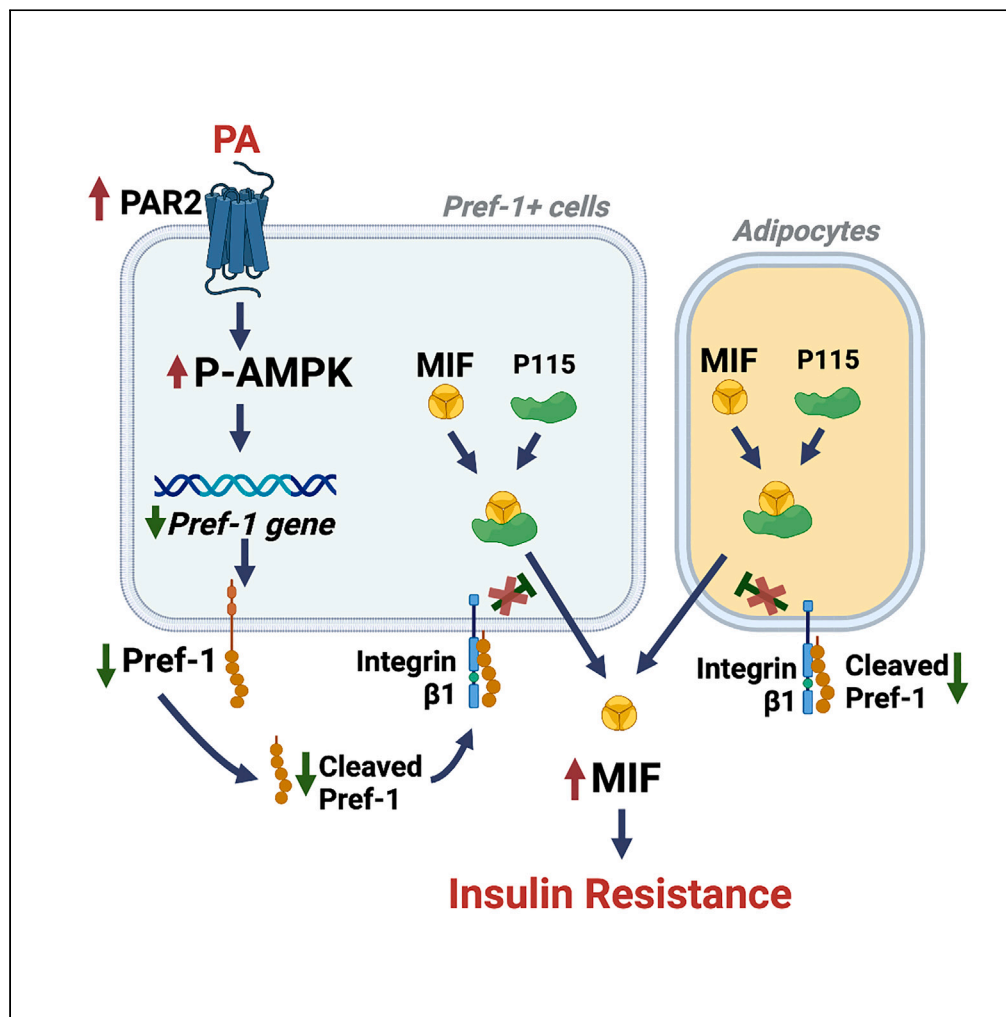 PA
PAR2
Pref-1+ cells
Adipocytes
P-AMPK
MIF
P115
MIF
P115
Pref-1 gene
Pref-1
Integrin
β1
Integrin
β1
Cleaved
Pref-1
Cleaved
Pref-1
MIF
Insulin Resistance